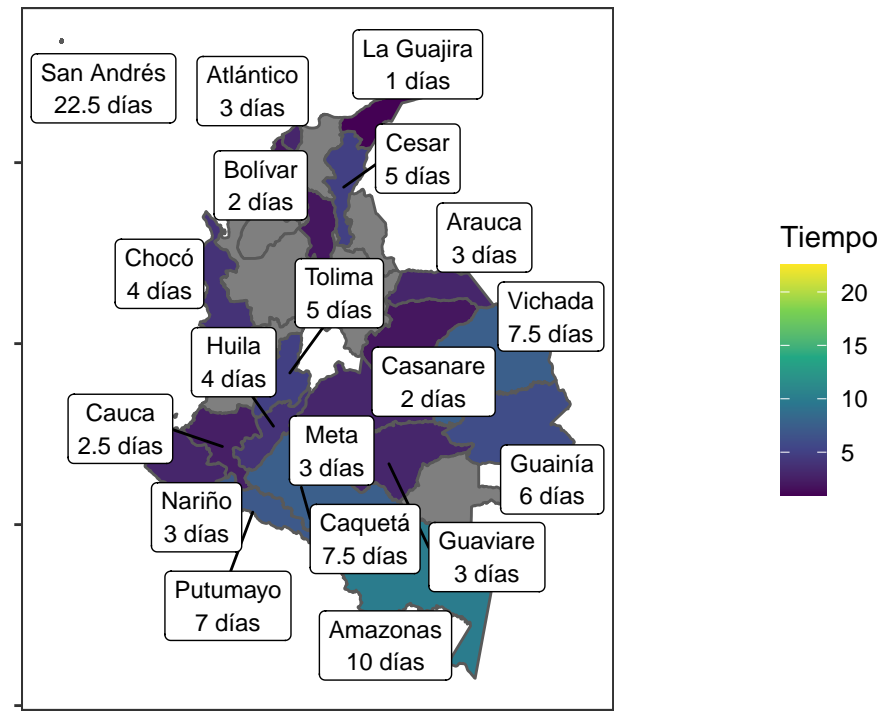 La Guajira
1 días
San Andrés
22.5 días
Atlántico
3 días
Cesar
5 días
Bolívar
2 días
Arauca
3 días
Chocó
4 días
Tolima
5 días
Vichada
7.5 días
Huila
4 días
Casanare
2 días
Cauca
2.5 días
Meta
3 días
Guainía
6 días
Nariño
3 días
Caquetá
7.5 días
Guaviare
3 días
Putumayo
7 días
Amazonas
10 días
Tiempo
20
15
10
5